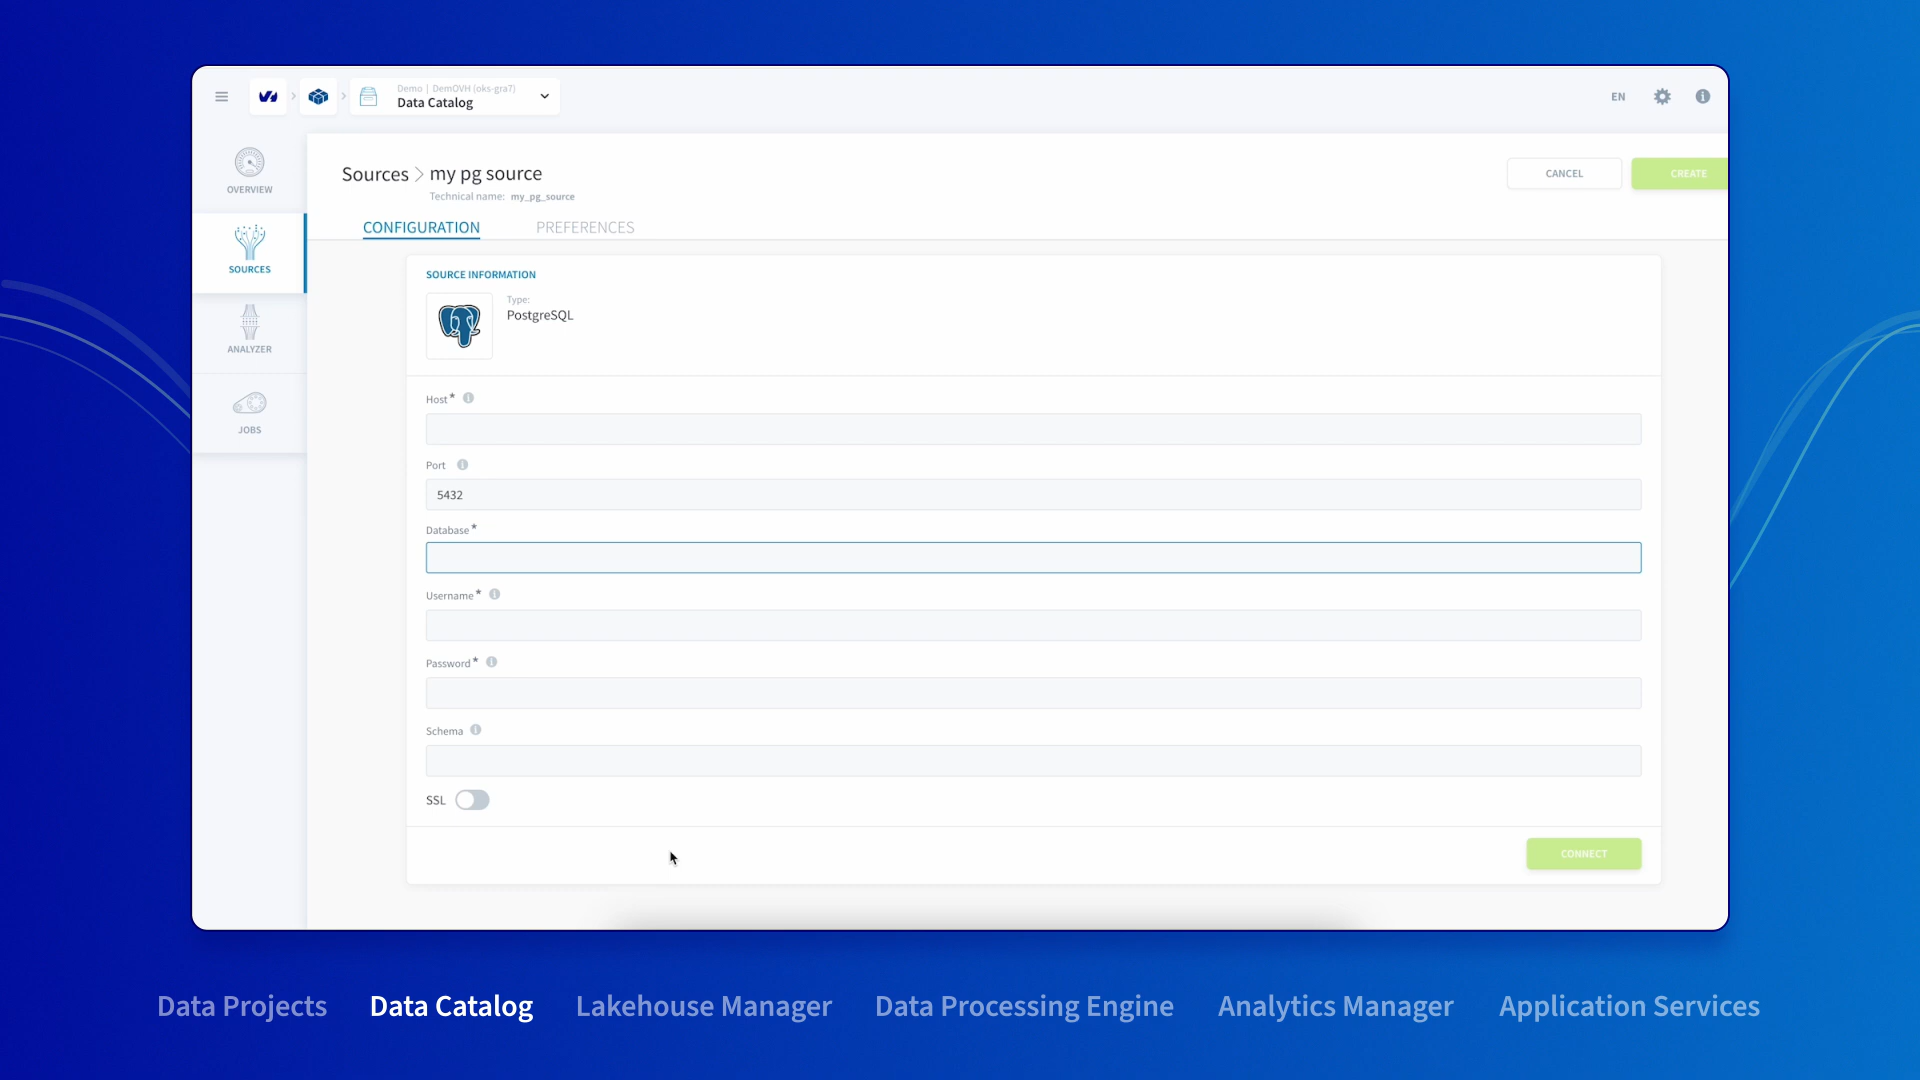 Demo | DemOVH (oks-gra7)
Data Catalog
EN
OVERVIEW
SOURCES
ANALYZER
JOBS
Sources > my pg source
Technical name: my_pg_source
CANCEL
CREATE
CONFIGURATION
PREFERENCES
SOURCE INFORMATION
Type:
PostgreSQL
Host *
Port
5432
Database *
Username *
Password *
Schema
SSL
CONNECT
Data Projects
Data Catalog
Lakehouse Manager
Data Processing Engine
Analytics Manager
Application Services